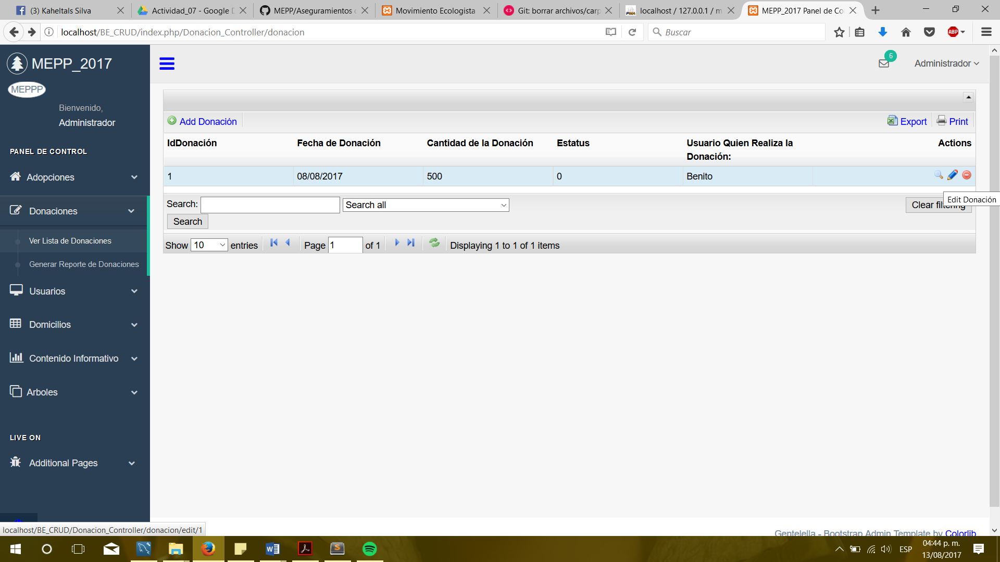 (3) Kaheltals Silva
Actividad_07 - Google D
MEPP/Aseguramientos d
Movimiento Ecologista
Git: borrar archivos/carp
localhost / 127.0.0.1 / m
MEPP_2017 Panel de Co
localhost/BE_CRUD/index.php/Donacion_Controller/donacion
Buscar
ABP
MEPP_2017
6
Administrador
MEPPP
Bienvenido,
Administrador
Add Donación
Export
Print
IdDonación
Fecha de Donación
Cantidad de la Donación
Estatus
Usuario Quien Realiza la
Donación:
Actions
PANEL DE CONTROL
Adopciones
1
08/08/2017
500
0
Benito
Donaciones
Search:
Search all
Clear filtering
Edit Donación
Search
Ver Lista de Donaciones
Show 10 entries
Page 1 of 1
Displaying 1 to 1 of 1 items
Generar Reporte de Donaciones
Usuarios
Domicilios
Contenido Informativo
Arboles
LIVE ON
Additional Pages
localhost/BE_CRUD/Donacion_Controller/donacion/edit/1
Gentelella - Bootstrap Admin Template by Colorlib
ESP
04:44 p. m.
13/08/2017